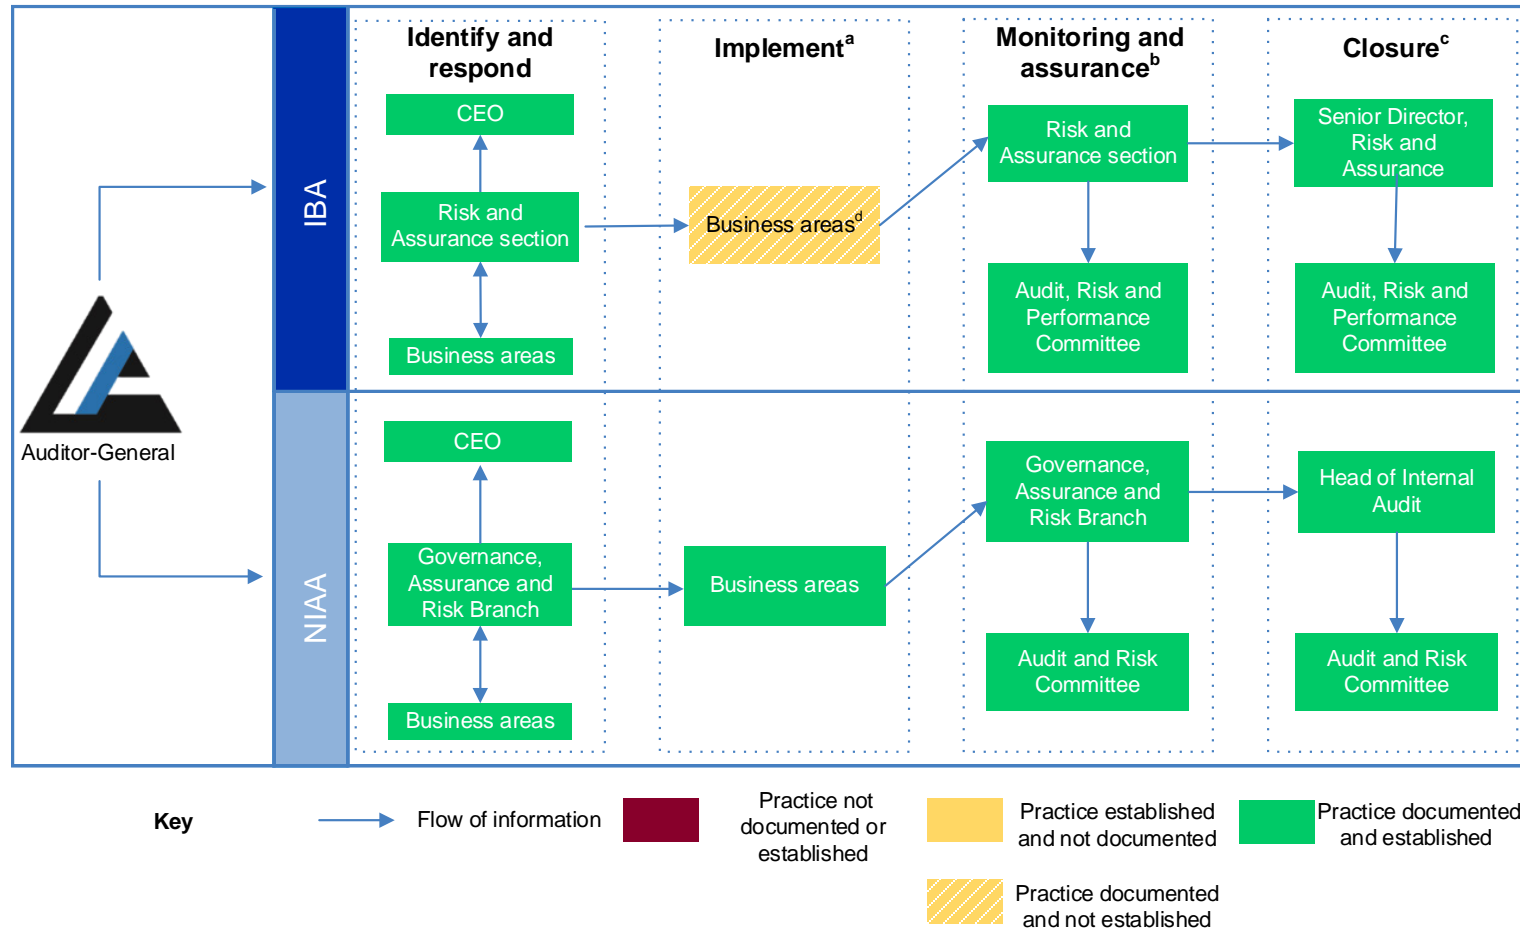 Identify and
respond
Implementa
Monitoring and
assuranceb
Closurec
IBA
CEO
Risk and
Assurance section
Business areas
Business areasd
Risk and
Assurance section
Audit, Risk and
Performance
Committee
Senior Director,
Risk and
Assurance
Audit, Risk and
Performance
Committee
Auditor-General
NIAA
CEO
Governance,
Assurance and
Risk Branch
Business areas
Business areas
Governance,
Assurance and
Risk Branch
Audit and Risk
Committee
Head of Internal
Audit
Audit and Risk
Committee
Key
Flow of information
Practice not
documented or
established
Practice established
and not documented
Practice documented
and established
Practice documented
and not established